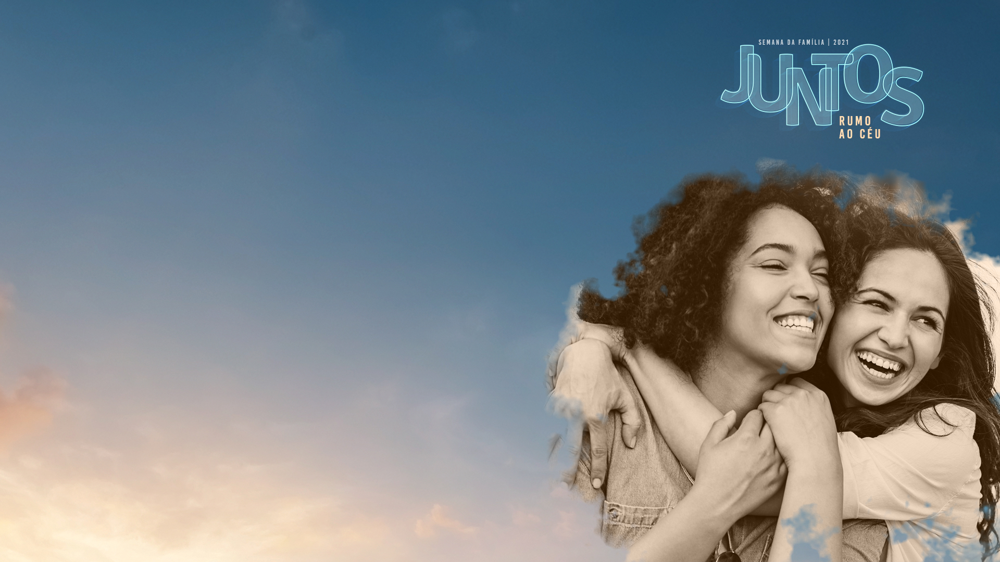 SEMANA DA FAMÍLIA | 2021
JUNTOS
RUMO
AO CÉU